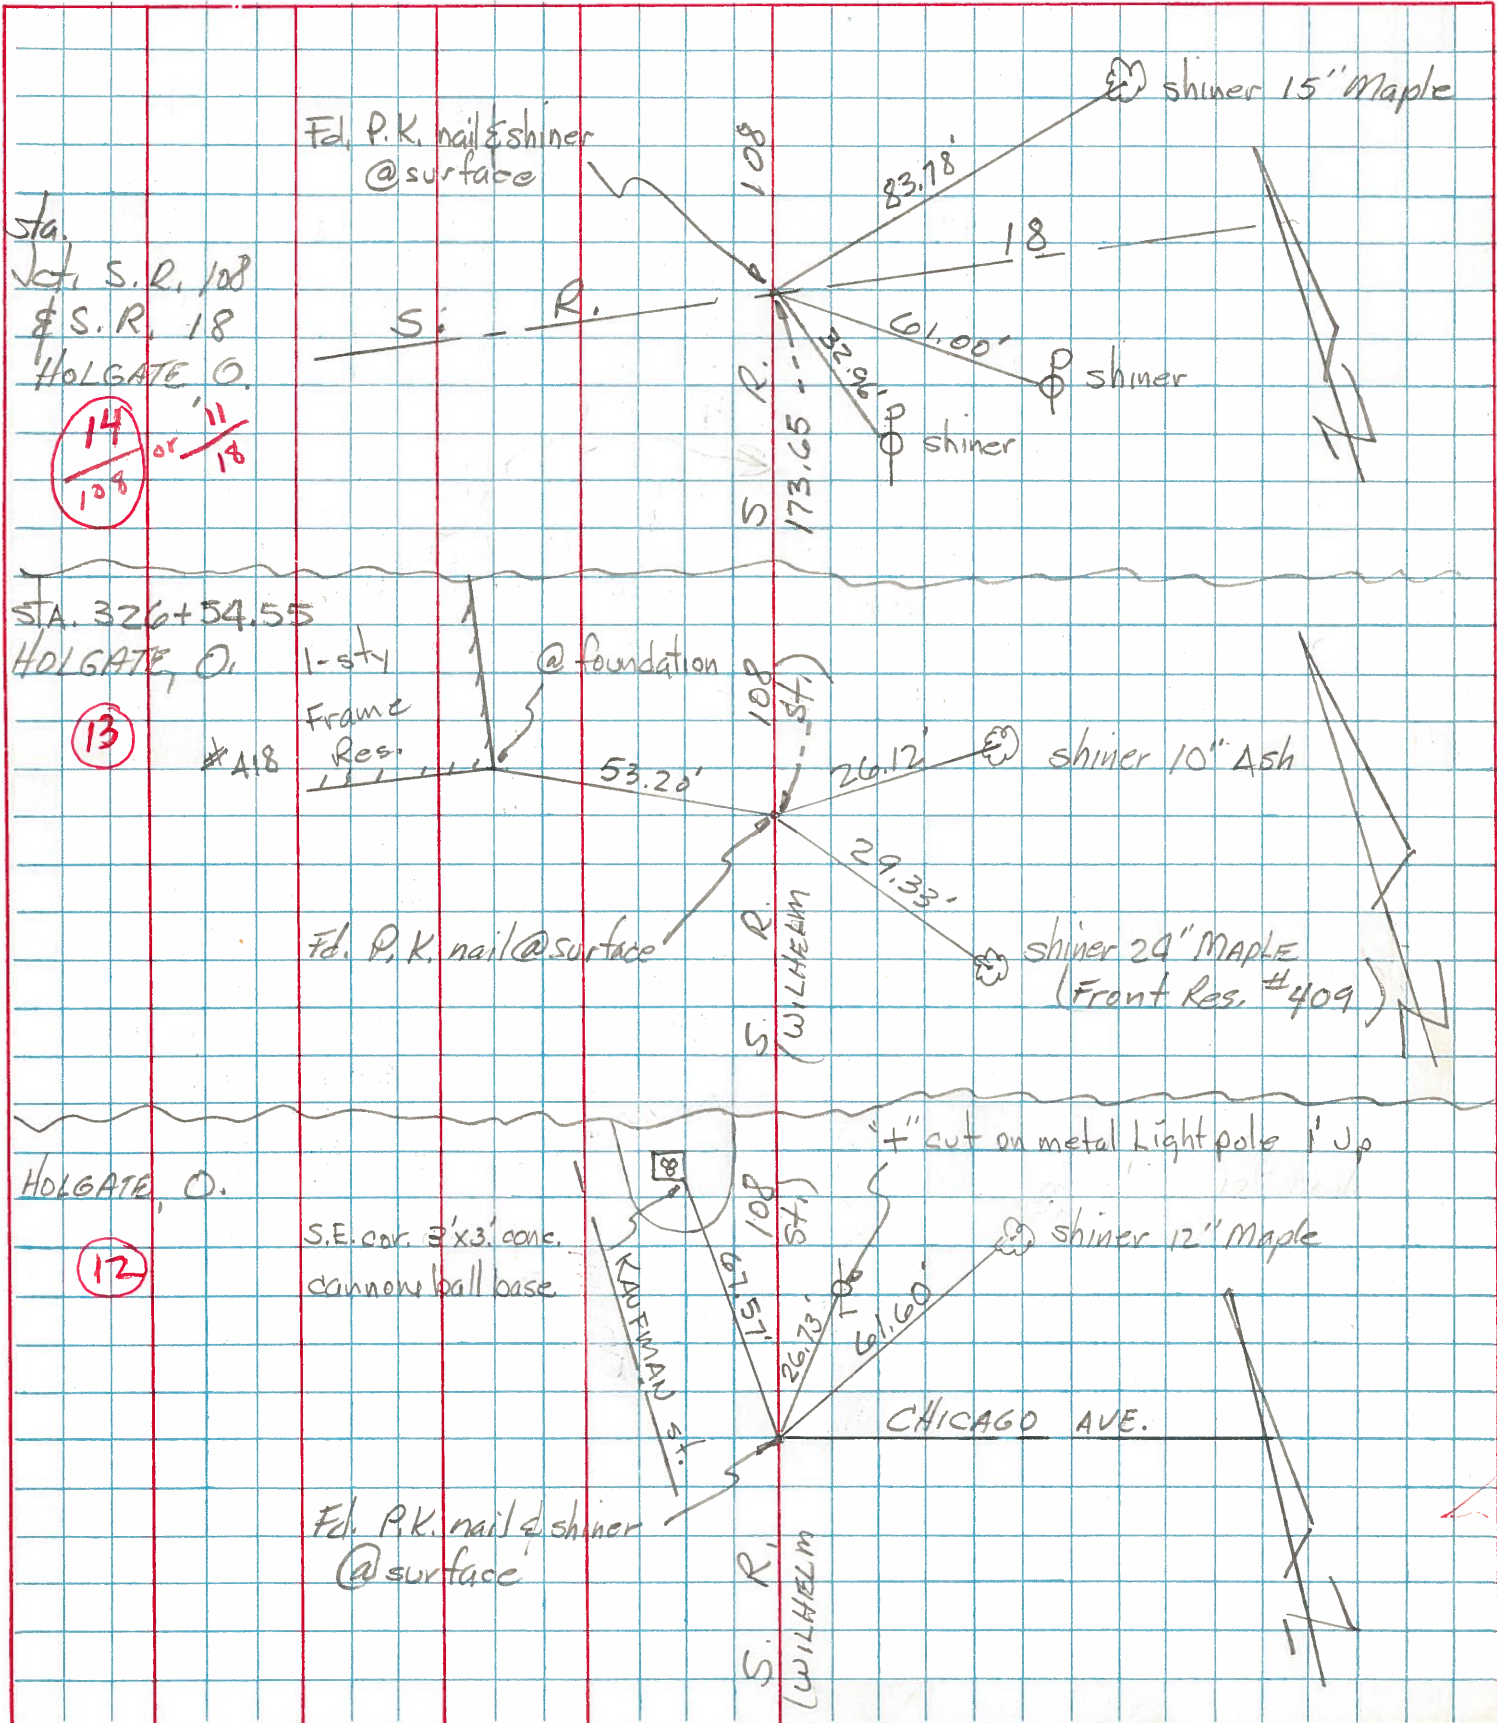 shiner 15" Maple
Fd. P.K. nail & shiner
@ surface
108
83.78'
sta.
Jct. S.R. 108
& S.R. 18
HOLGATE, O.
14/108 or 11/18
S. R.
18
61.00'
32.96'
P shiner
P shiner
S R.
173.65
STA. 326+54.55
HOLGATE, O.
13
1-sty
Frame
Res.
#418
@ foundation
108
St.)
53.20'
26.12'
shiner 10" Ash
29.33'
Fd. P.K. nail @ surface
shiner 24" MAPLE
(Front Res. #409)
S. R.
(WILHELM
"+" cut on metal Light pole 1' up
HOLGATE, O.
12
S.E. cor. 3'x3' conc.
cannon ball base
108
St.)
shiner 12" Maple
KAUFMAN St.
67.57'
26.73'
61.60'
CHICAGO AVE.
Fd. P.K. nail & shiner
@ surface
S. R.
(WILHELM